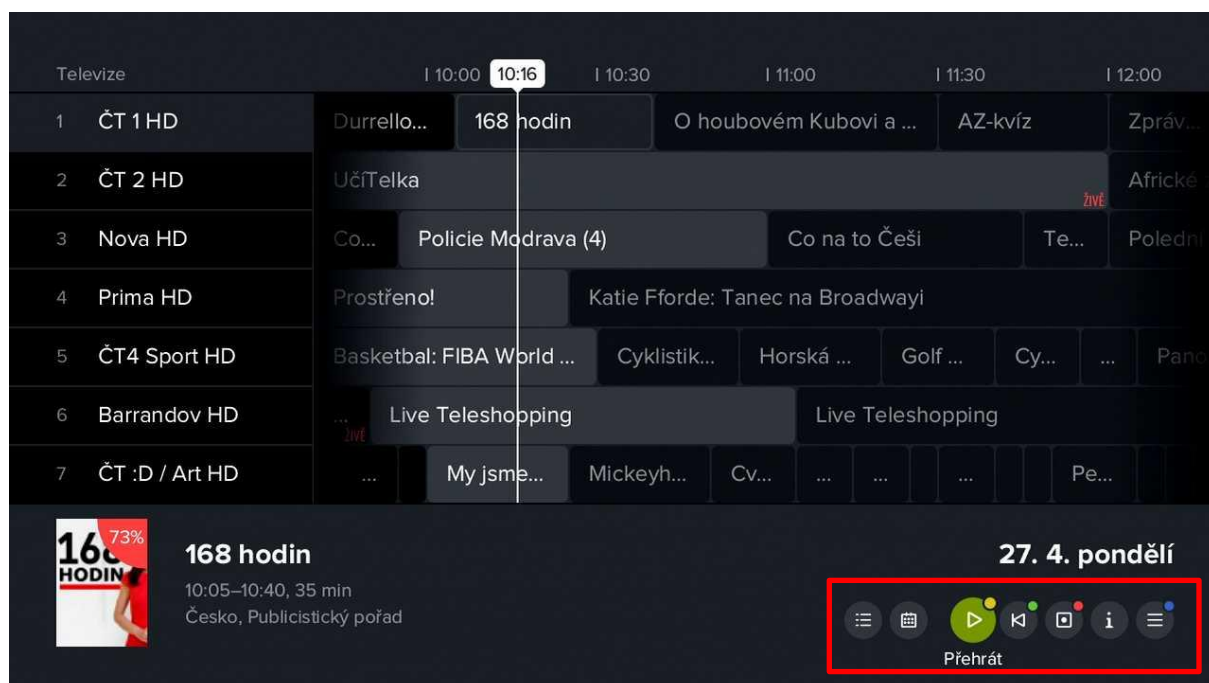 Televize 10:00 10:16 10:30 11:00 11:30 12:00
1 ČT 1 HD Durrello... 168 hodin O houbovém Kubovi a ... AZ-kvíz Zpráv...
2 ČT 2 HD UčíTelka ŽIVĚ Africké
3 Nova HD Co... Policie Modrava (4) Co na to Češi Te... Poledni
4 Prima HD Prostřeno! Katie Fforde: Tanec na Broadwayi
5 ČT4 Sport HD Basketbal: FIBA World ... Cyklistik... Horská ... Golf ... Cy... ... Pano
6 Barrandov HD ... ŽIVĚ Live Teleshopping Live Teleshopping
7 ČT :D / Art HD ... My jsme... Mickeyh... Cv... ... ... ... Pe...
168 HODIN 73%
168 hodin
27. 4. pondělí
10:05–10:40, 35 min
Česko, Publicistický pořad
Přehrát